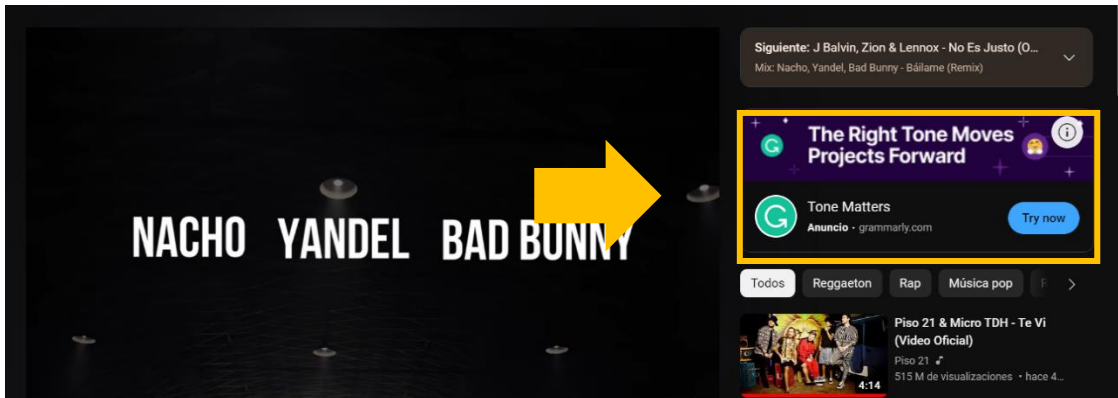 NACHO YANDEL BAD BUNNY
Siguiente: J Balvin, Zion & Lennox - No Es Justo (O...
Mix: Nacho, Yandel, Bad Bunny - Báilame (Remix)
The Right Tone Moves
Projects Forward
Tone Matters
Anuncio · grammarly.com
Try now
Todos Reggaeton Rap Música pop
Piso 21 & Micro TDH - Te Vi
(Video Oficial)
Piso 21
515 M de visualizaciones · hace 4...
4:14